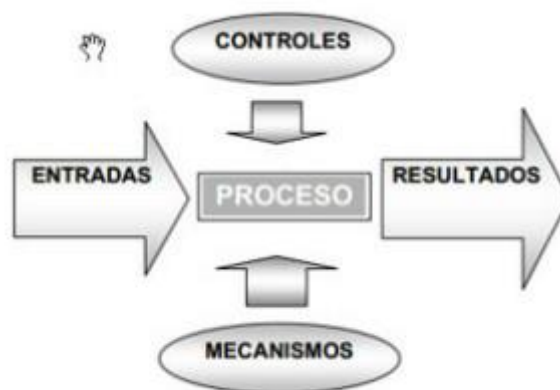 CONTROLES
ENTRADAS
PROCESO
RESULTADOS
MECANISMOS